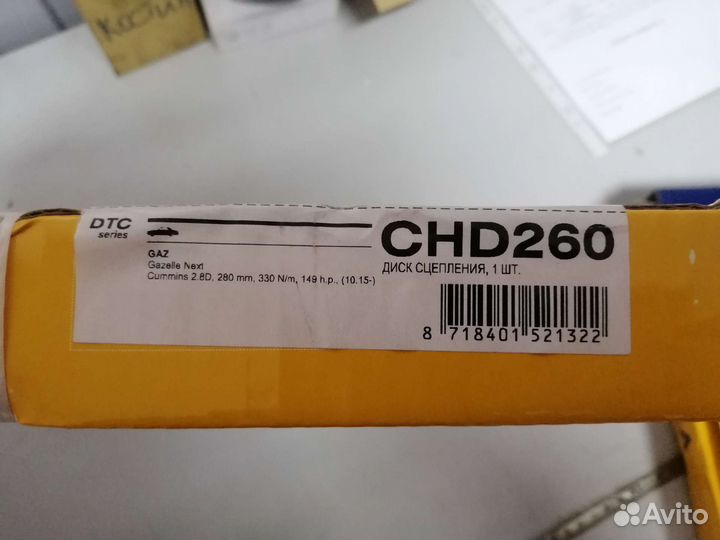 Кочи
DTC
series
CHD260
GAZ
Gazelle Next
Cummins 2.8D, 280 mm, 330 N/m, 149 h.p., (10.15-)
ДИСК СЦЕПЛЕНИЯ, 1 ШТ.
8 718401 521322
Avito